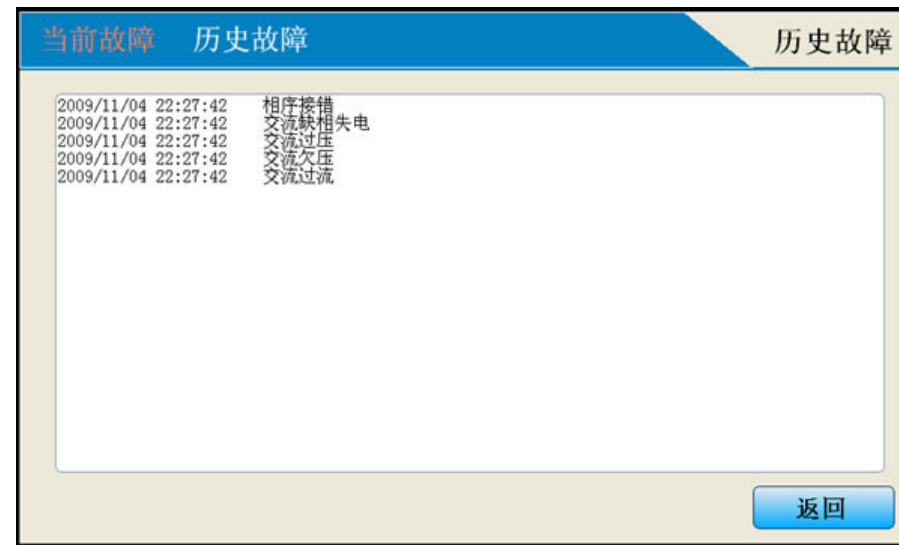 当前故障 历史故障 历史故障
2009/11/04 22:27:42 相序接错
2009/11/04 22:27:42 交流缺相失电
2009/11/04 22:27:42 交流过压
2009/11/04 22:27:42 交流欠压
2009/11/04 22:27:42 交流过流
返回